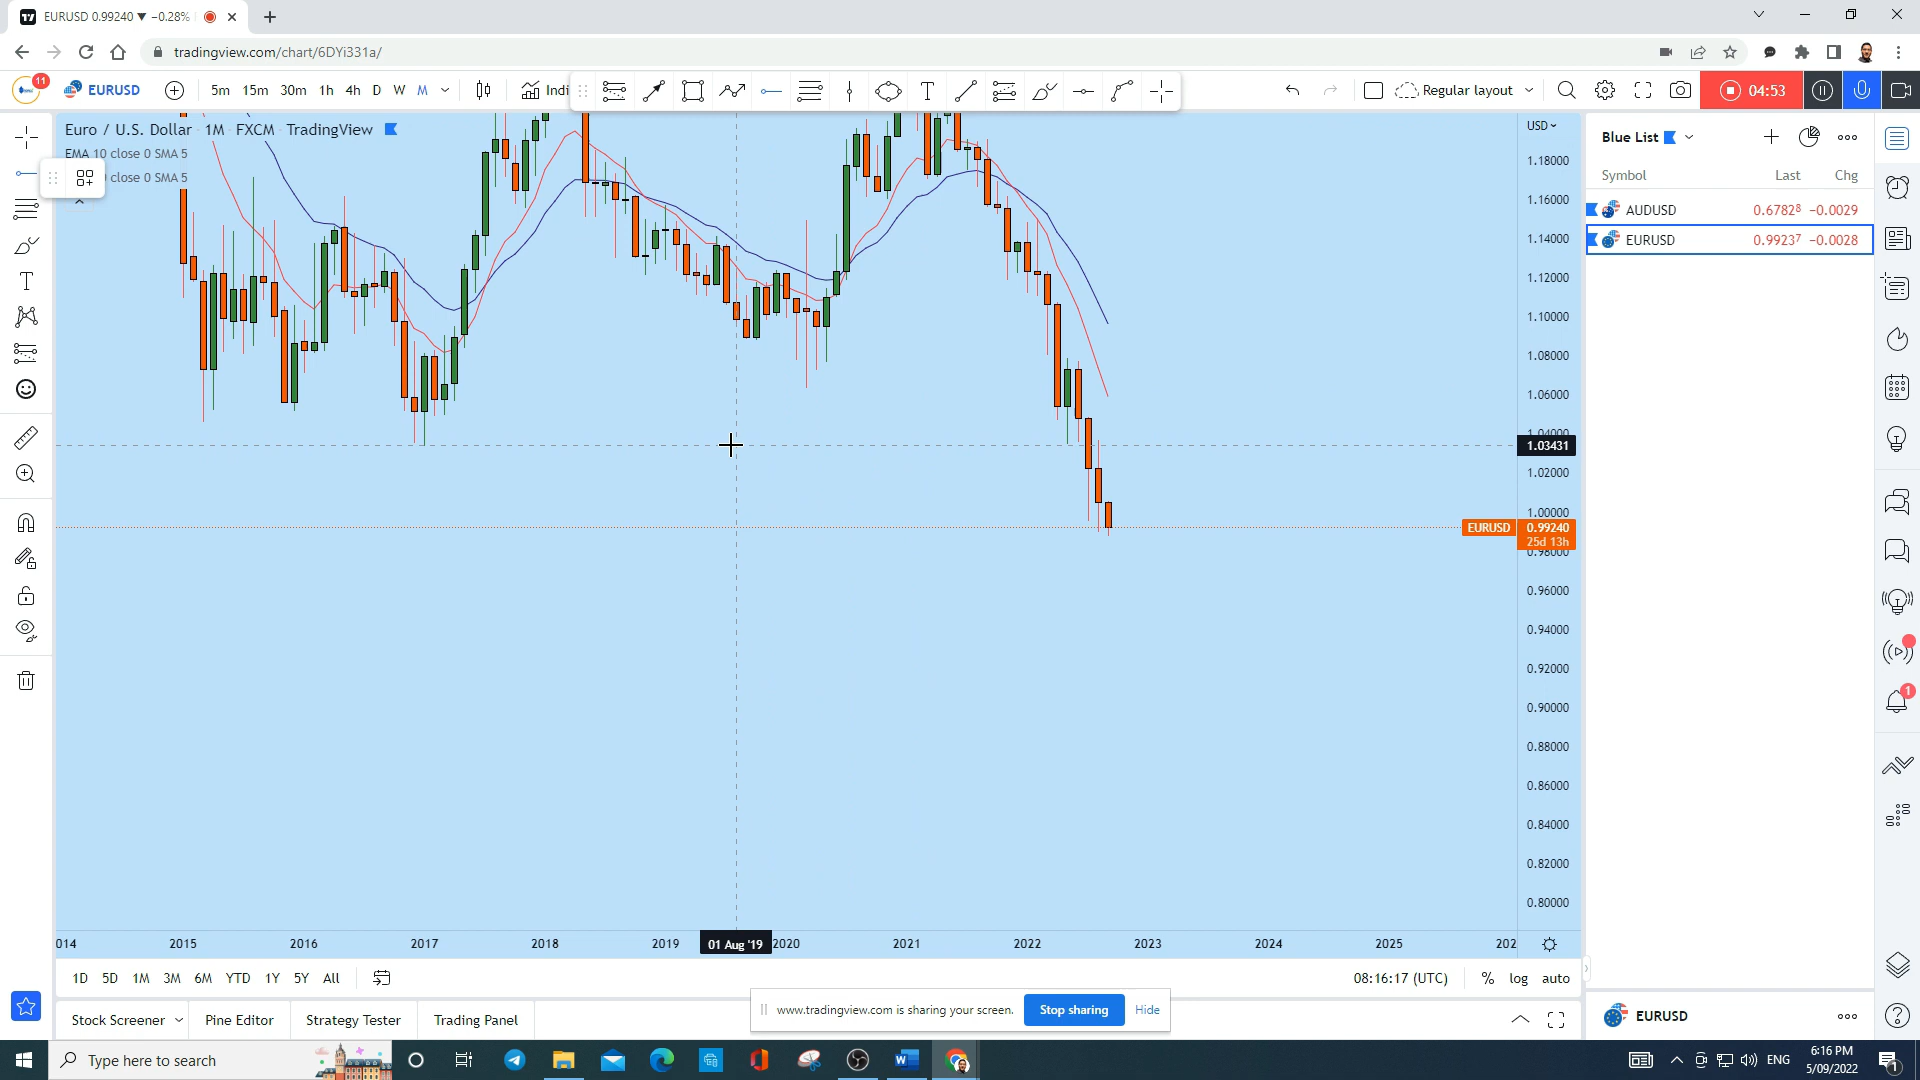 EURUSD 0.99240 ▼ −0.28%
tradingview.com/chart/6DYi331a/
11
EURUSD
5m 15m 30m 1h 4h D W M
Indi
Regular layout
04:53
Euro / U.S. Dollar · 1M · FXCM · TradingView
EMA 10 close 0 SMA 5
0 close 0 SMA 5
USD
1.18000
1.16000
1.14000
1.12000
1.10000
1.08000
1.06000
1.04000
1.03431
1.02000
1.00000
EURUSD 0.99240
25d 13h
0.98000
0.96000
0.94000
0.92000
0.90000
0.88000
0.86000
0.84000
0.82000
0.80000
014 2015 2016 2017 2018 2019 01 Aug '19 2020 2021 2022 2023 2024 2025 202
1D 5D 1M 3M 6M YTD 1Y 5Y All
08:16:17 (UTC) % log auto
Stock Screener Pine Editor Strategy Tester Trading Panel
www.tradingview.com is sharing your screen. Stop sharing Hide
Blue List
Symbol Last Chg
AUDUSD 0.67828 −0.0029
EURUSD 0.99237 −0.0028
1
EURUSD
Type here to search
ENG
6:16 PM
5/09/2022
1